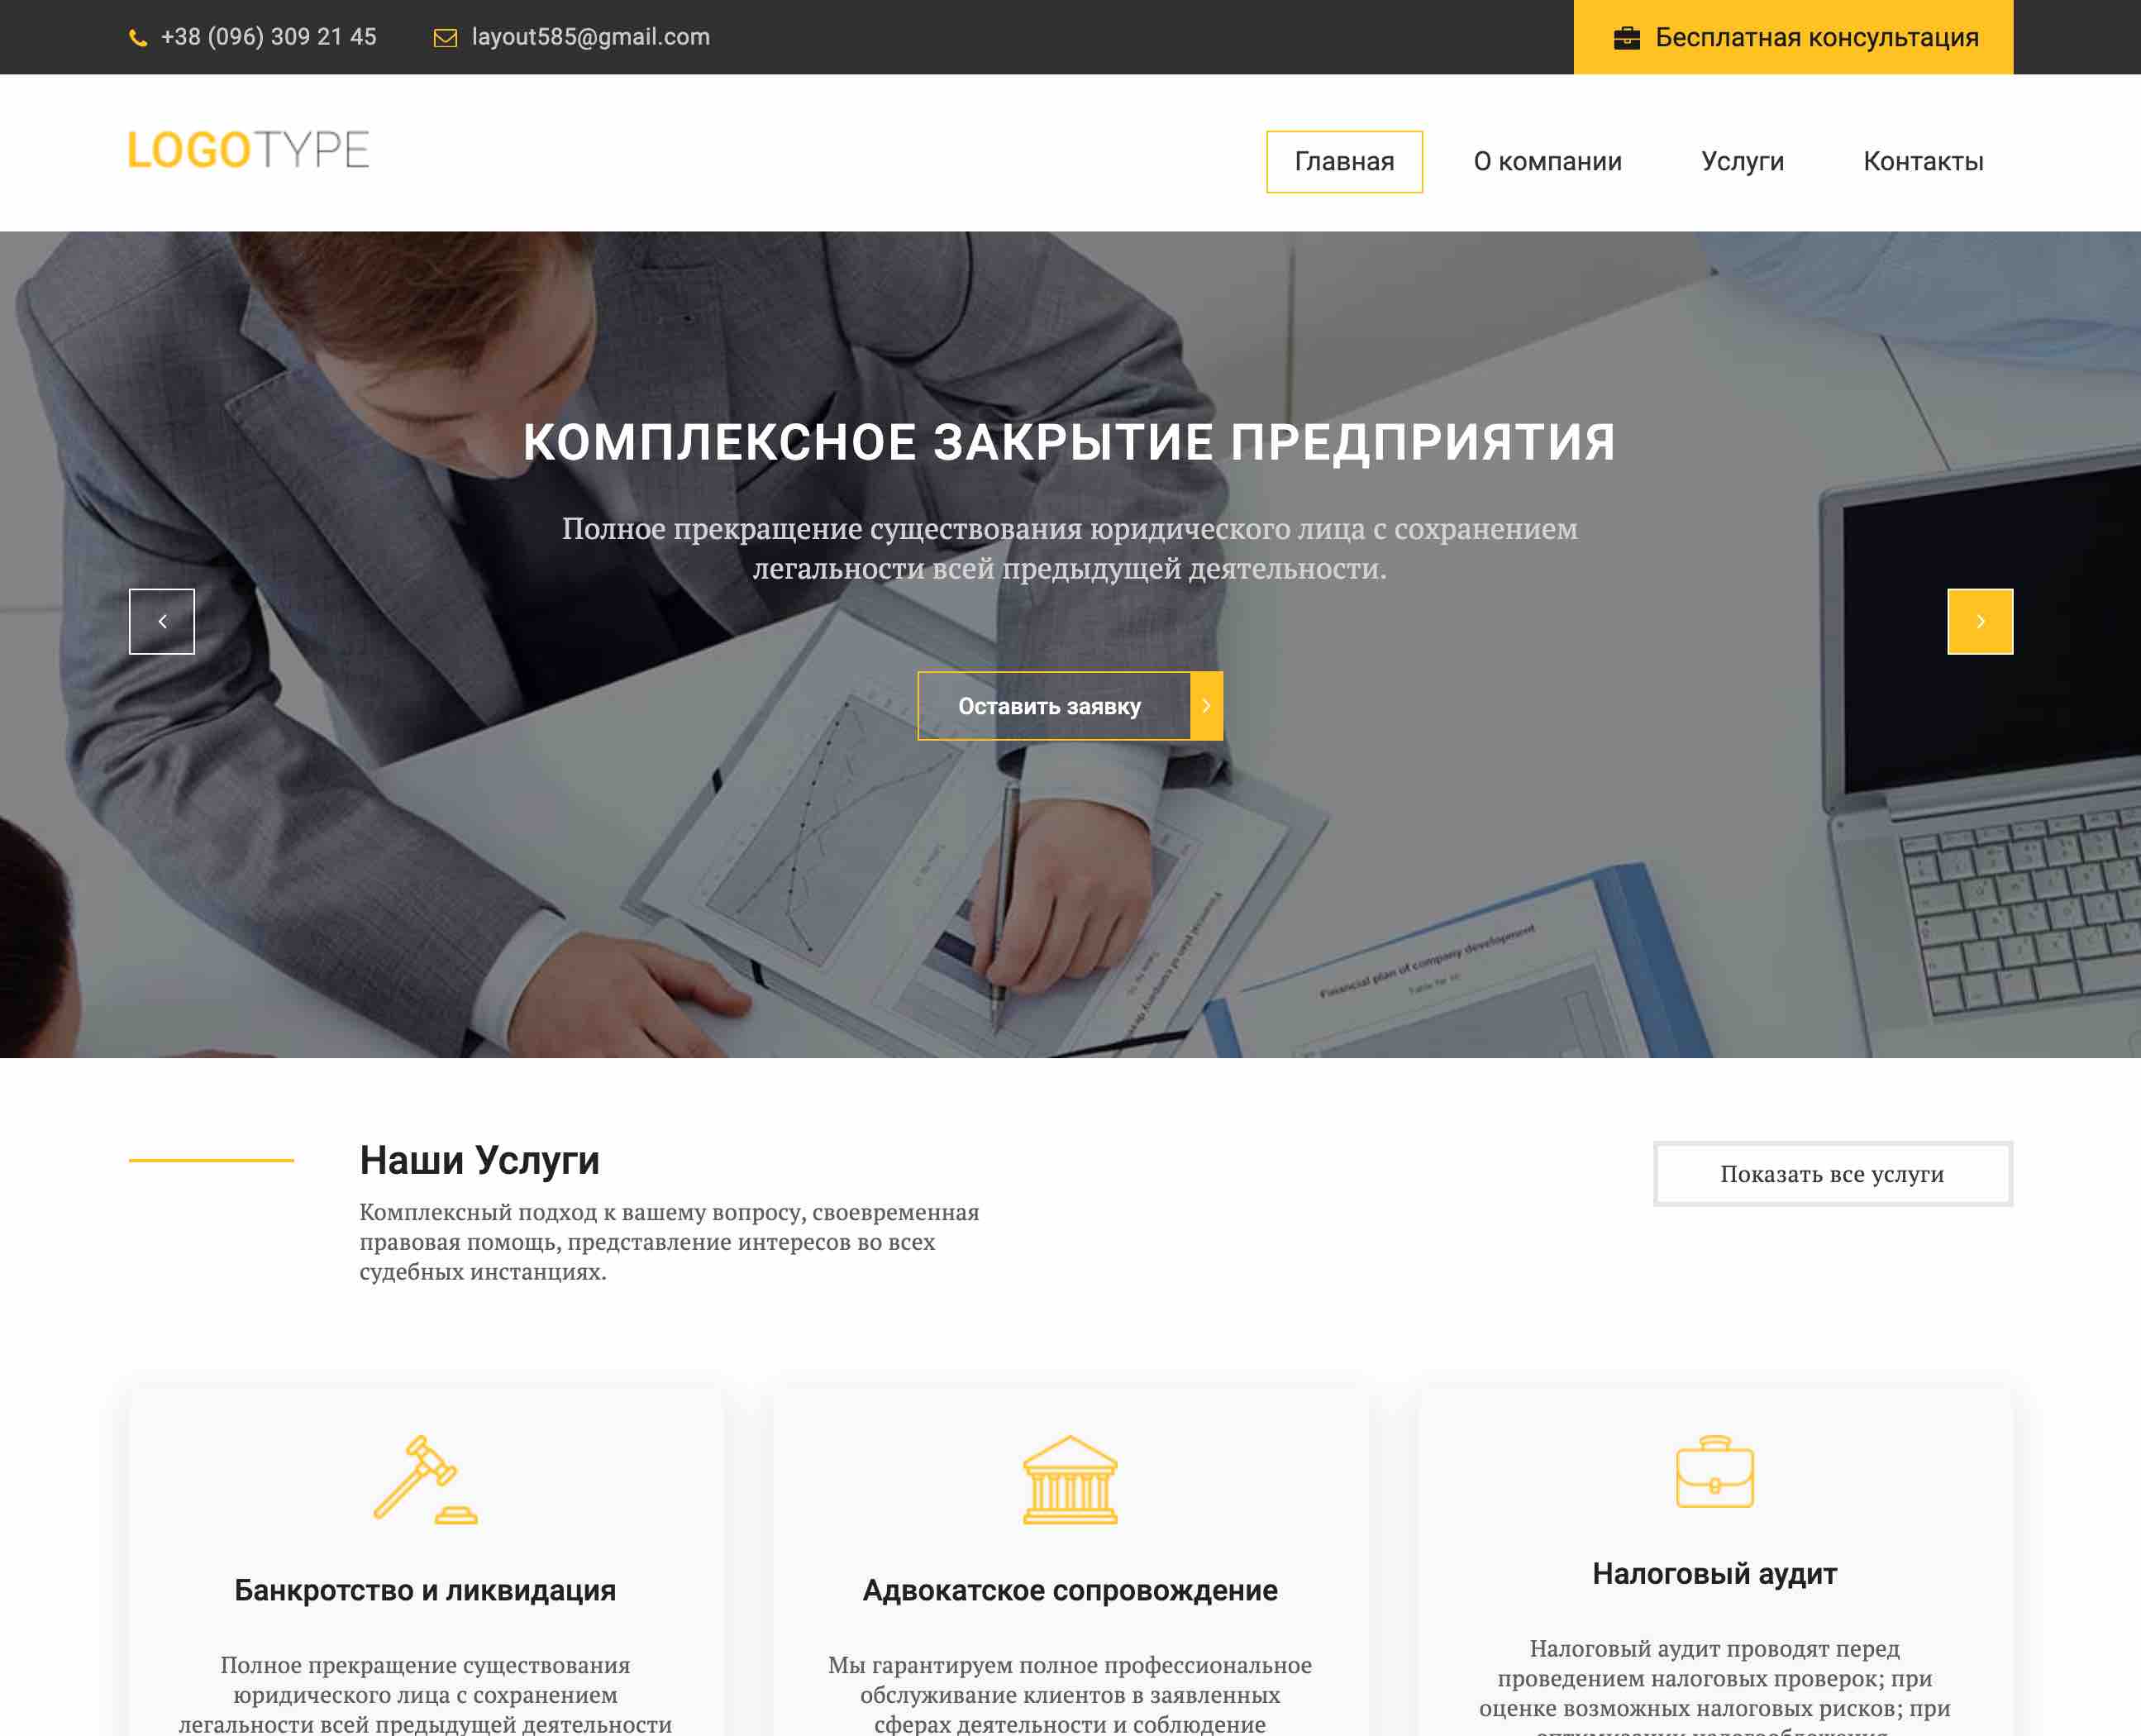 +38 (096) 309 21 45
layout585@gmail.com
Бесплатная консультация
LOGOTYPE
Главная
О компании
Услуги
Контакты
КОМПЛЕКСНОЕ ЗАКРЫТИЕ ПРЕДПРИЯТИЯ
Полное прекращение существования юридического лица с сохранением
легальности всей предыдущей деятельности.
Оставить заявку
Financial plan of company development
Наши Услуги
Комплексный подход к вашему вопросу, своевременная
правовая помощь, представление интересов во всех
судебных инстанциях.
Показать все услуги
Банкротство и ликвидация
Полное прекращение существования
юридического лица с сохранением
легальности всей предыдущей деятельности
Адвокатское сопровождение
Мы гарантируем полное профессиональное
обслуживание клиентов в заявленных
сферах деятельности и соблюдение
Налоговый аудит
Налоговый аудит проводят перед
проведением налоговых проверок; при
оценке возможных налоговых рисков; при